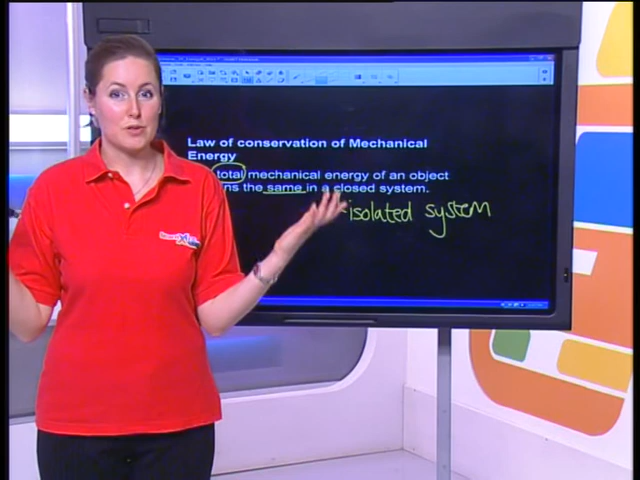 Law of conservation of Mechanical
Energy
total mechanical energy of an object
the same in a closed system.
isolated system